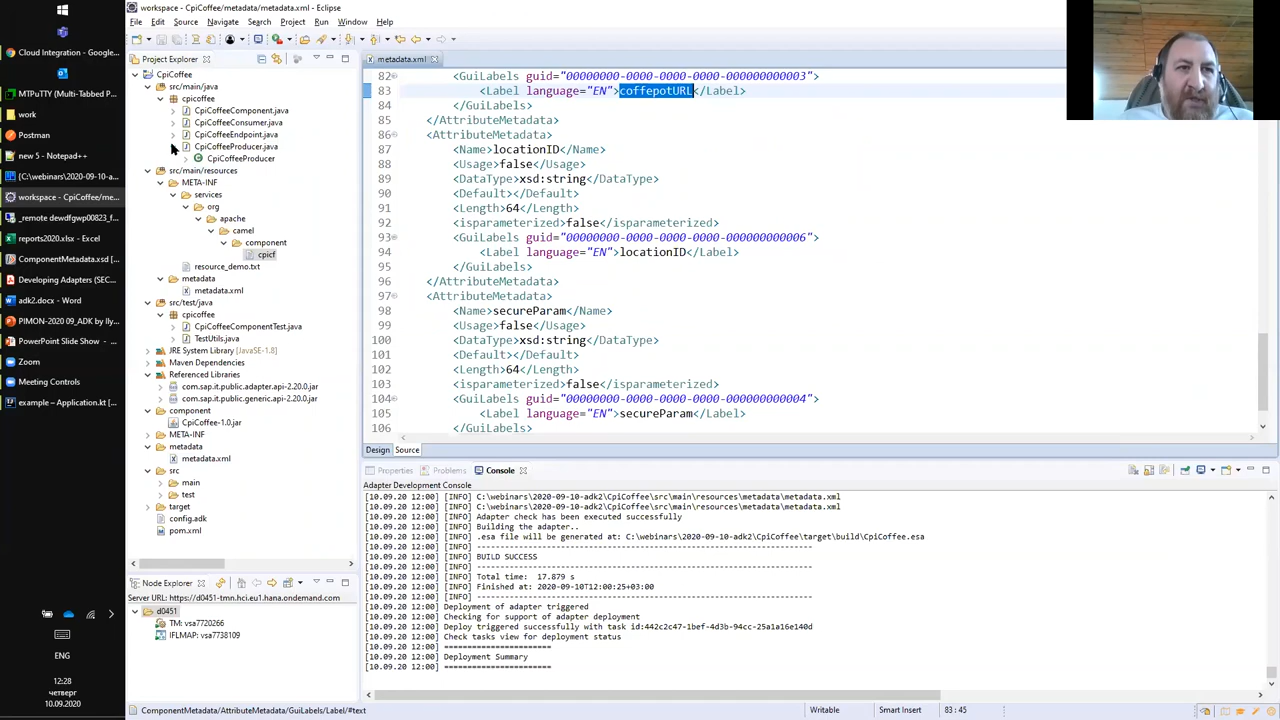 workspace - CpiCoffee/metadata/metadata.xml - Eclipse
File Edit Source Navigate Search Project Run Window Help
Cloud Integration - Google...
MTPuTTY (Multi-Tabbed P...
work
Postman
new 5 - Notepad++
[C:\webinars\2020-09-10-a...
workspace - CpiCoffee/me...
_remote dewdfgwp00823_f...
reports2020.xlsx - Excel
ComponentMetadata.xsd [...
Developing Adapters (SEC...
adk2.docx - Word
PIMON-2020 09_ADK by Ily...
PowerPoint Slide Show - ...
Zoom
Meeting Controls
example – Application.kt ...
ENG
12:28
четверг
10.09.2020
Project Explorer
CpiCoffee
src/main/java
cpicoffee
CpiCoffeeComponent.java
CpiCoffeeConsumer.java
CpiCoffeeEndpoint.java
CpiCoffeeProducer.java
CpiCoffeeProducer
src/main/resources
META-INF
services
org
apache
camel
component
cpicf
resource_demo.txt
metadata
metadata.xml
src/test/java
cpicoffee
CpiCoffeeComponentTest.java
TestUtils.java
JRE System Library [JavaSE-1.8]
Maven Dependencies
Referenced Libraries
com.sap.it.public.adapter.api-2.20.0.jar
com.sap.it.public.generic.api-2.20.0.jar
component
CpiCoffee-1.0.jar
META-INF
metadata
metadata.xml
src
main
test
target
config.adk
pom.xml
Node Explorer
Server URL: https://d0451-tmn.hci.eu1.hana.ondemand.com
d0451
TM: vsa7720266
IFLMAP: vsa7738109
metadata.xml
82 <GuiLabels guid="00000000-0000-0000-0000-000000000003">
83 <Label language="EN">coffepotURL</Label>
84 </GuiLabels>
85 </AttributeMetadata>
86 <AttributeMetadata>
87 <Name>locationID</Name>
88 <Usage>false</Usage>
89 <DataType>xsd:string</DataType>
90 <Default></Default>
91 <Length>64</Length>
92 <isparameterized>false</isparameterized>
93 <GuiLabels guid="00000000-0000-0000-0000-000000000006">
94 <Label language="EN">locationID</Label>
95 </GuiLabels>
96 </AttributeMetadata>
97 <AttributeMetadata>
98 <Name>secureParam</Name>
99 <Usage>false</Usage>
100 <DataType>xsd:string</DataType>
101 <Default></Default>
102 <Length>64</Length>
103 <isparameterized>false</isparameterized>
104 <GuiLabels guid="00000000-0000-0000-0000-000000000004">
105 <Label language="EN">secureParam</Label>
106 </GuiLabels>
Design Source
Properties Problems Console
Adapter Development Console
[10.09.20 12:00] [INFO] C:\webinars\2020-09-10-adk2\CpiCoffee\src\main\resources\metadata\metadata.xml
[10.09.20 12:00] [INFO] C:\webinars\2020-09-10-adk2\CpiCoffee\src\main\resources\metadata\metadata.xml
[10.09.20 12:00] [INFO] Adapter check has been executed successfully
[10.09.20 12:00] [INFO] Building the adapter..
[10.09.20 12:00] [INFO] .esa file will be generated at: C:\webinars\2020-09-10-adk2\CpiCoffee\target\build\CpiCoffee.esa
[10.09.20 12:00] [INFO] ------------------------------------------------------------------------
[10.09.20 12:00] [INFO] BUILD SUCCESS
[10.09.20 12:00] [INFO] ------------------------------------------------------------------------
[10.09.20 12:00] [INFO] Total time: 17.879 s
[10.09.20 12:00] [INFO] Finished at: 2020-09-10T12:00:25+03:00
[10.09.20 12:00] [INFO] ------------------------------------------------------------------------
[10.09.20 12:00] Deployment of adapter triggered
[10.09.20 12:00] Checking for support of adapter deployment
[10.09.20 12:00] Deploy triggered successfully with task id:442c2c47-1bef-4d3b-94cc-25a1a16e140d
[10.09.20 12:00] Check tasks view for deployment status
[10.09.20 12:00] =======================
[10.09.20 12:00] Deployment Summary
[10.09.20 12:00] =======================
ComponentMetadata/AttributeMetadata/GuiLabels/Label/#text
Writable
Smart Insert
83 : 45